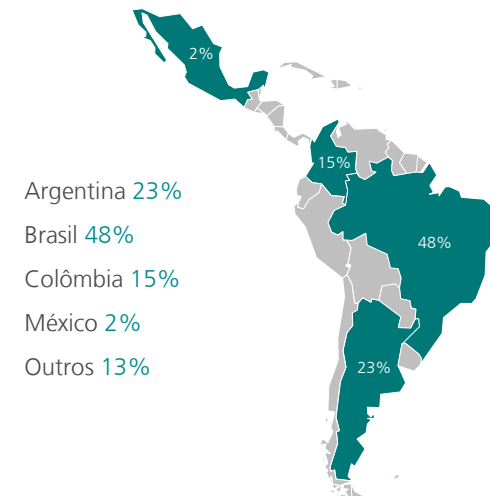 2%
15%
Argentina 23%
Brasil 48%
48%
Colômbia 15%
México 2%
Outros 13%
23%